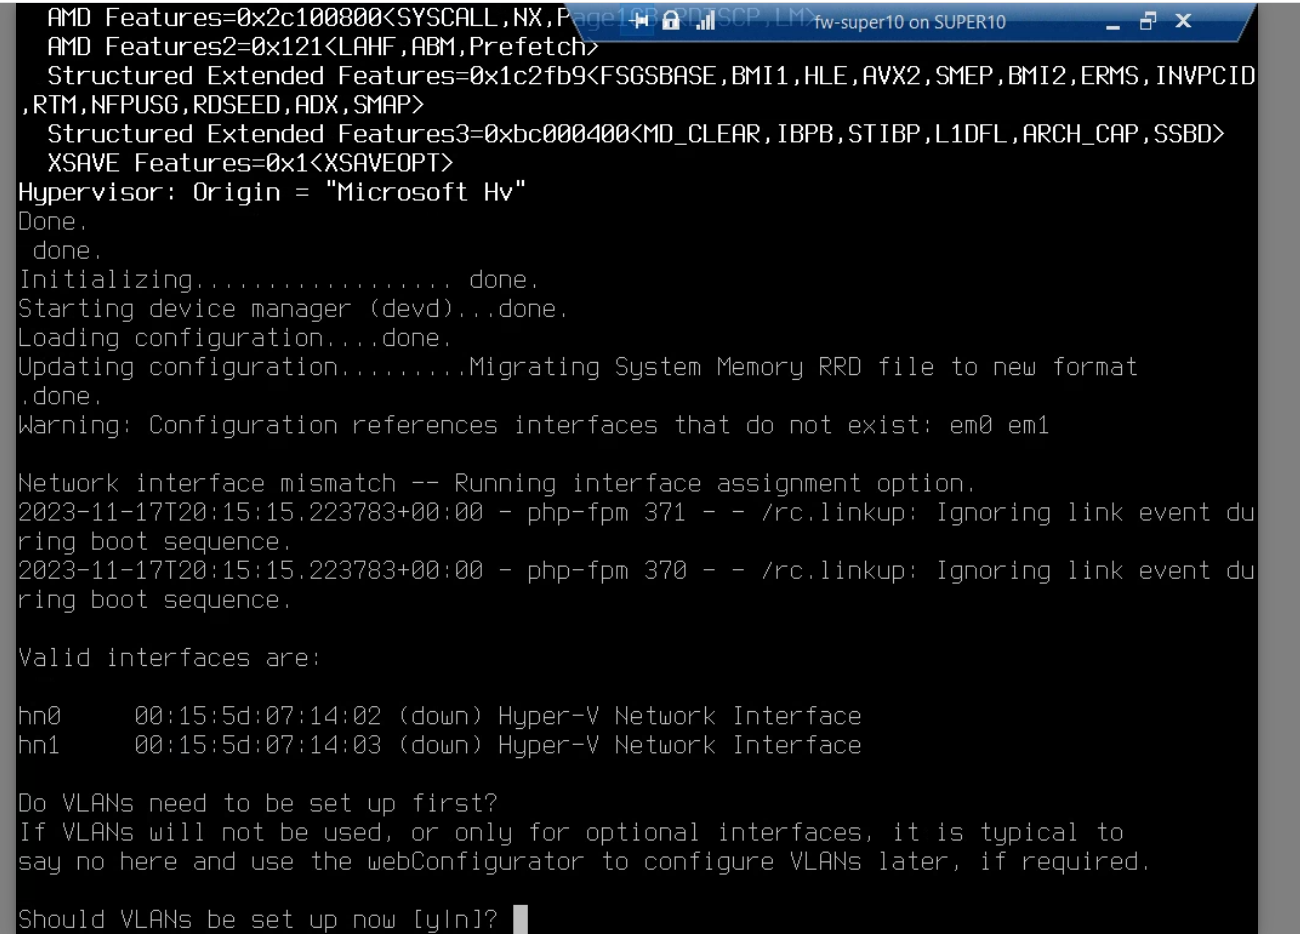 AMD Features=0x2c100800<SYSCALL,NX,Page1GB,RDTSCP,LM>
fw-super10 on SUPER10
AMD Features2=0x121<LAHF,ABM,Prefetch>
Structured Extended Features=0x1c2fb9<FSGSBASE,BMI1,HLE,AVX2,SMEP,BMI2,ERMS,INVPCID
,RTM,NFPUSG,RDSEED,ADX,SMAP>
Structured Extended Features3=0xbc000400<MD_CLEAR,IBPB,STIBP,L1DFL,ARCH_CAP,SSBD>
XSAVE Features=0x1<XSAVEOPT>
Hypervisor: Origin = "Microsoft Hv"
Done.
done.
Initializing.................. done.
Starting device manager (devd)...done.
Loading configuration....done.
Updating configuration.........Migrating System Memory RRD file to new format
.done.
Warning: Configuration references interfaces that do not exist: em0 em1
Network interface mismatch -- Running interface assignment option.
2023-11-17T20:15:15.223783+00:00 - php-fpm 371 - - /rc.linkup: Ignoring link event du
ring boot sequence.
2023-11-17T20:15:15.223783+00:00 - php-fpm 370 - - /rc.linkup: Ignoring link event du
ring boot sequence.
Valid interfaces are:
hn0     00:15:5d:07:14:02 (down) Hyper-V Network Interface
hn1     00:15:5d:07:14:03 (down) Hyper-V Network Interface
Do VLANs need to be set up first?
If VLANs will not be used, or only for optional interfaces, it is typical to
say no here and use the webConfigurator to configure VLANs later, if required.
Should VLANs be set up now [y|n]?